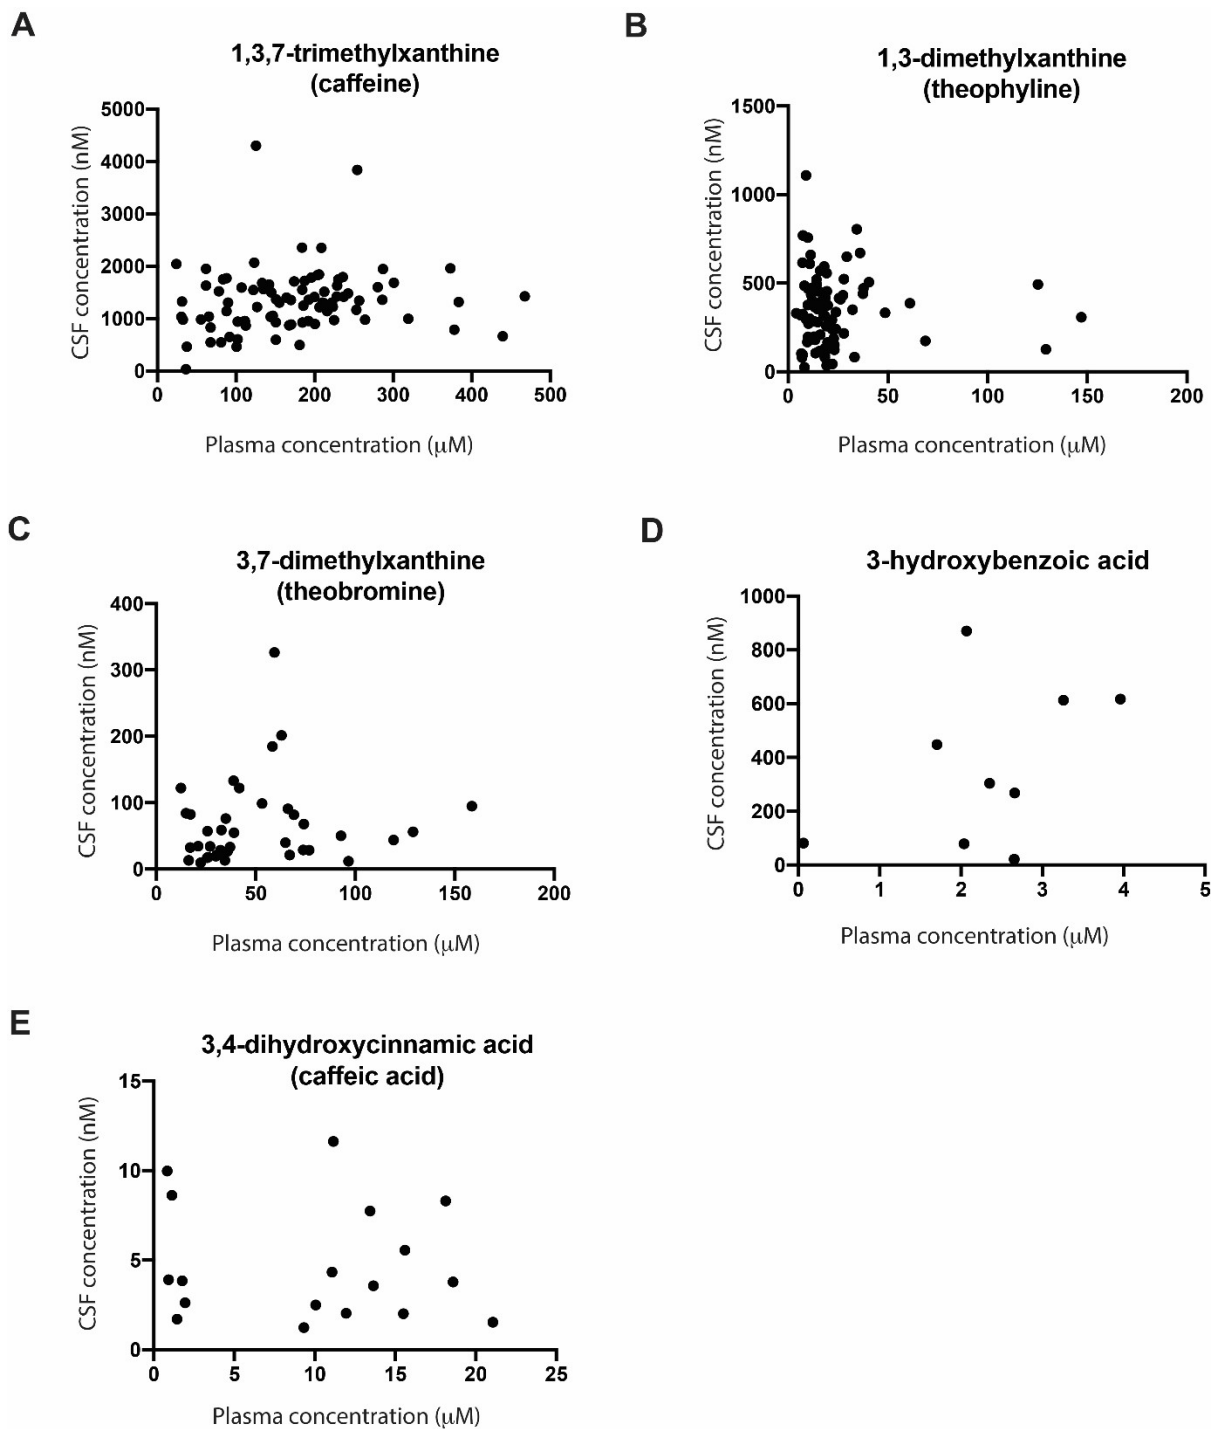 A
1,3,7-trimethylxanthine
(caffeine)
CSF concentration (nM)
5000
4000
3000
2000
1000
0
0 100 200 300 400 500
Plasma concentration (μM)
B
1,3-dimethylxanthine
(theophyline)
CSF concentration (nM)
1500
1000
500
0
0 50 100 150 200
Plasma concentration (μM)
C
3,7-dimethylxanthine
(theobromine)
CSF concentration (nM)
400
300
200
100
0
0 50 100 150 200
Plasma concentration (μM)
D
3-hydroxybenzoic acid
CSF concentration (nM)
1000
800
600
400
200
0
0 1 2 3 4 5
Plasma concentration (μM)
E
3,4-dihydroxycinnamic acid
(caffeic acid)
CSF concentration (nM)
15
10
5
0
0 5 10 15 20 25
Plasma concentration (μM)